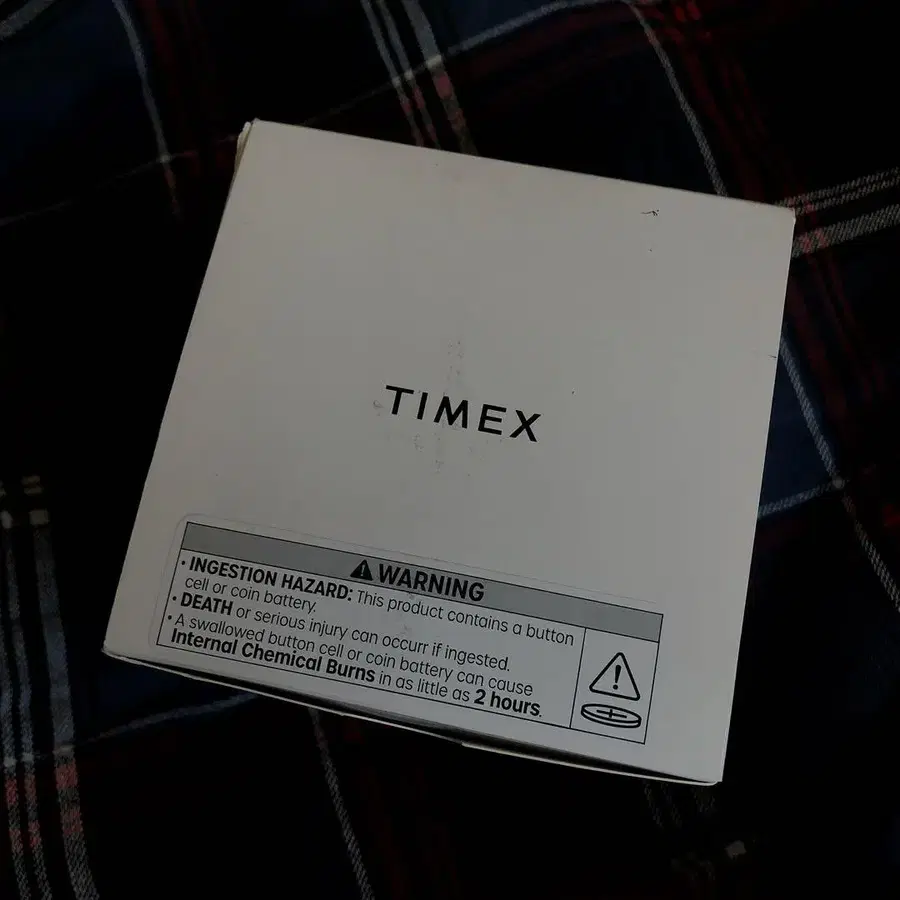 TIMEX
⚠ WARNING
• INGESTION HAZARD: This product contains a button
cell or coin battery.
• DEATH or serious injury can occurr if ingested.
• A swallowed button cell or coin battery can cause
Internal Chemical Burns in as little as 2 hours.